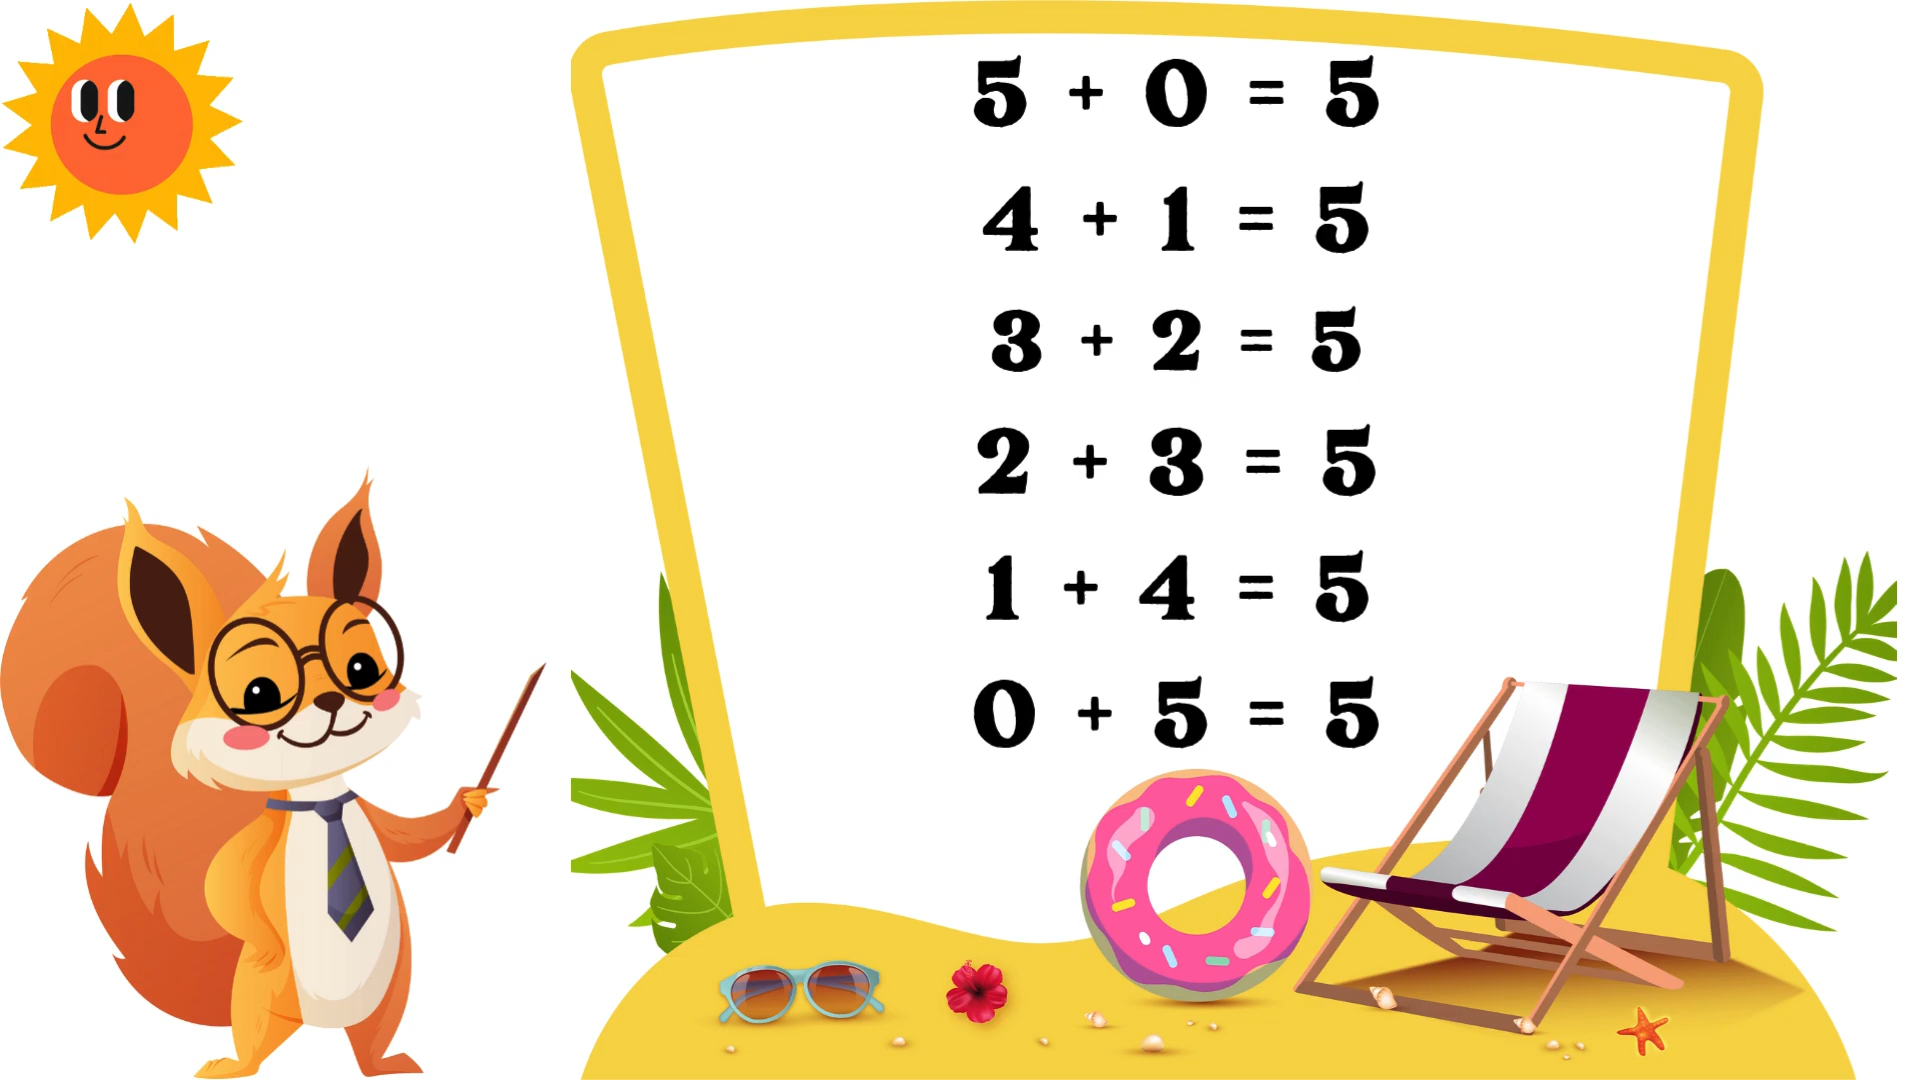 5 + 0 = 5
4 + 1 = 5
3 + 2 = 5
2 + 3 = 5
1 + 4 = 5
0 + 5 = 5